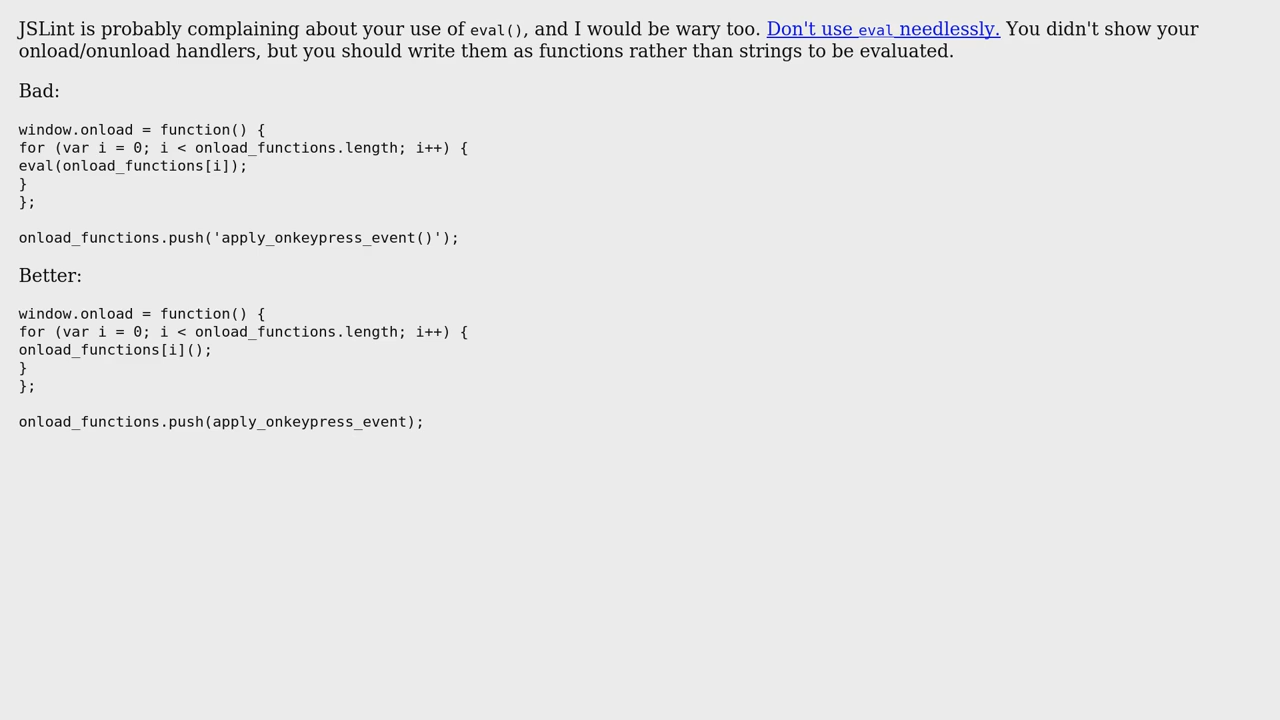 JSLint is probably complaining about your use of eval(), and I would be wary too. Don't use eval needlessly. You didn't show your
onload/onunload handlers, but you should write them as functions rather than strings to be evaluated.
Bad:
window.onload = function() {
for (var i = 0; i < onload_functions.length; i++) {
eval(onload_functions[i]);
}
};
onload_functions.push('apply_onkeypress_event()');
Better:
window.onload = function() {
for (var i = 0; i < onload_functions.length; i++) {
onload_functions[i]();
}
};
onload_functions.push(apply_onkeypress_event);